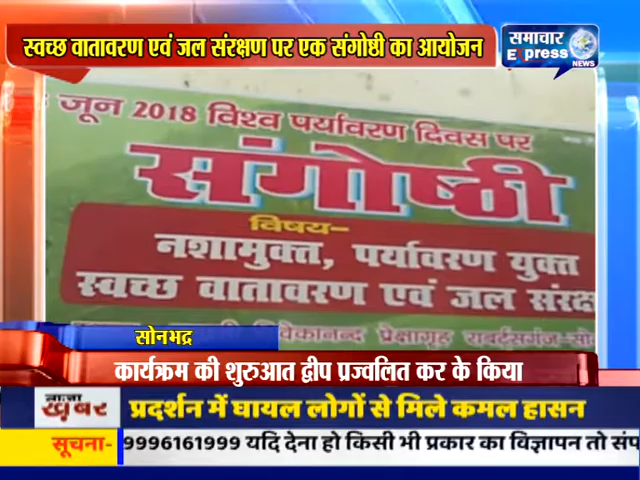 स्वच्छ वातावरण एवं जल संरक्षण पर एक संगोष्ठी का आयोजन
समाचार
Express
NEWS
जून 2018 विश्व पर्यावरण दिवस पर
संगोष्ठी
विषय-
नशामुक्त, पर्यावरण युक्त
स्वच्छ वातावरण एवं जल संरक्ष
विवेकानन्द प्रेक्षागृह राबर्ट्सगंज-सो
सोनभद्र
कार्यक्रम की शुरुआत द्वीप प्रज्वलित कर के किया
ताजा
ख़बर
प्रदर्शन में घायल लोगों से मिले कमल हासन
सूचना-
9996161999 यदि देना हो किसी भी प्रकार का विज्ञापन तो संप